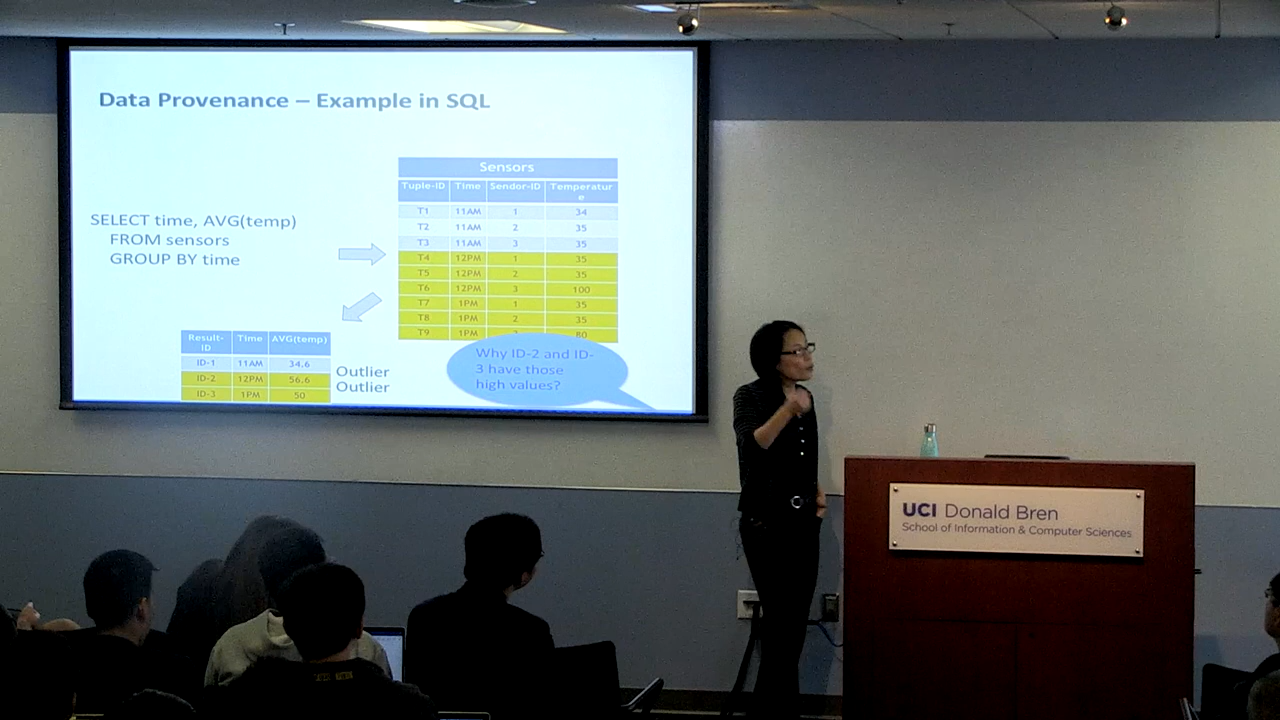 Data Provenance – Example in SQL
Sensors
Tuple-ID Time Sendor-ID Temperatur
e
T1 11AM 1 34
T2 11AM 2 35
T3 11AM 3 35
T4 12PM 1 35
T5 12PM 2 35
T6 12PM 3 100
T7 1PM 1 35
T8 1PM 2 35
T9 1PM 80
SELECT time, AVG(temp)
FROM sensors
GROUP BY time
Result-
ID Time AVG(temp)
ID-1 11AM 34.6
ID-2 12PM 56.6 Outlier
ID-3 1PM 50 Outlier
Why ID-2 and ID-
3 have those
high values?
UCI Donald Bren
School of Information & Computer Sciences